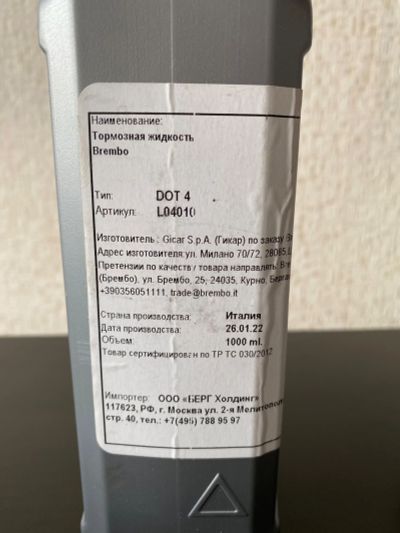 Наименование:
Тормозная жидкость
Brembo
Тип: DOT 4
Артикул: L04010
Изготовитель : Gicar S.p.A. (Гикар) по заказу
Адрес изготовителя ул. Милано 70/72, 28065,
Претензии по качеству товара направлять:
(Брембо), ул. Брембо, 25, 24035, Курно,
+390356051111, trade@brembo.it
Страна производства: Италия
Дата производства: 26.01.22
Объем: 1000 ml.
Товар сертифицирован по ТР ТС 030/2012
Импортер: ООО «БЕРГ Холдинг»
117623, РФ, г. Москва ул. 2-я
стр. 40, тел.: +7(495) 788 95 97